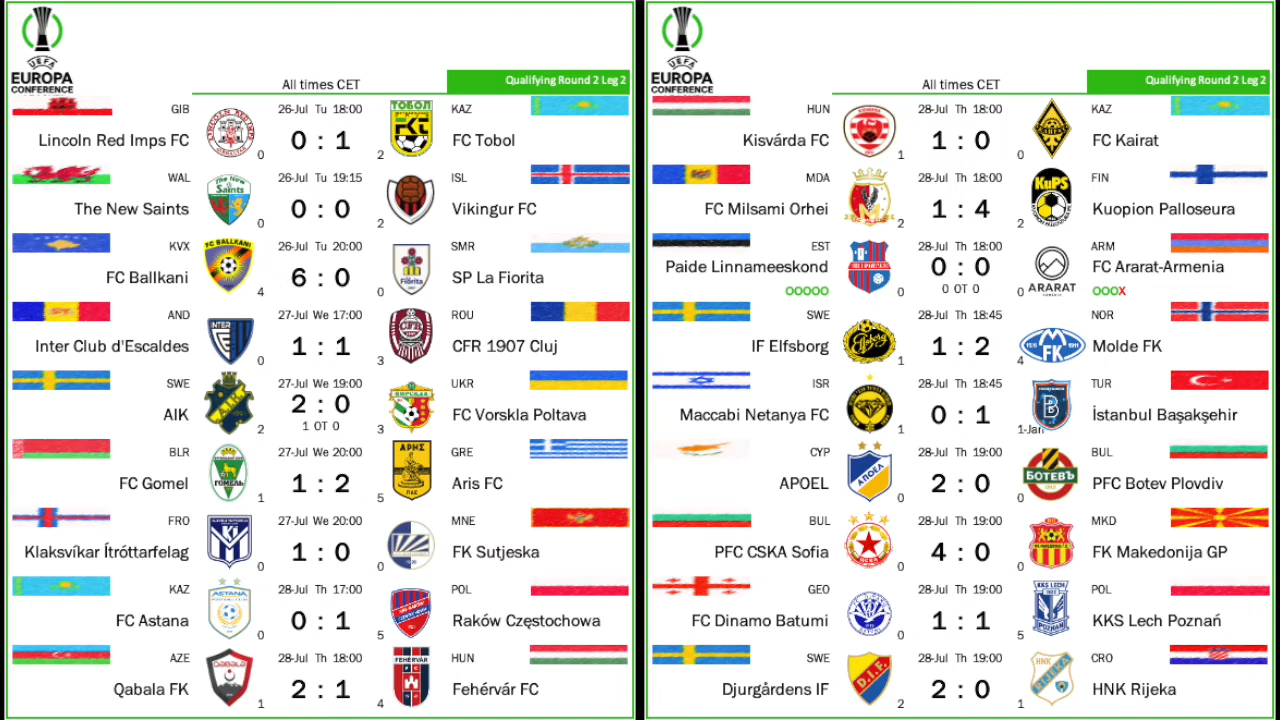 UEFA
EUROPA
CONFERENCE
All times CET
Qualifying Round 2 Leg 2
GIB 26-Jul Tu 18:00 KAZ
Lincoln Red Imps FC 0 0 : 1 2 FC Tobol
WAL 26-Jul Tu 19:15 ISL
The New Saints 0 0 : 0 2 Vikingur FC
KVX 26-Jul Tu 20:00 SMR
FC Ballkani 4 6 : 0 0 SP La Fiorita
AND 27-Jul We 17:00 ROU
Inter Club d'Escaldes 0 1 : 1 3 CFR 1907 Cluj
SWE 27-Jul We 19:00 UKR
AIK 2 2 : 0 3 FC Vorskla Poltava
1 OT 0
BLR 27-Jul We 20:00 GRE
FC Gomel 1 1 : 2 5 Aris FC
FRO 27-Jul We 20:00 MNE
Klaksvíkar Ítróttarfelag 0 1 : 0 0 FK Sutjeska
KAZ 28-Jul Th 17:00 POL
FC Astana 0 0 : 1 5 Raków Częstochowa
AZE 28-Jul Th 18:00 HUN
Qabala FK 1 2 : 1 4 Fehérvár FC
UEFA
EUROPA
CONFERENCE
All times CET
Qualifying Round 2 Leg 2
HUN 28-Jul Th 18:00 KAZ
Kisvárda FC 1 1 : 0 0 FC Kairat
MDA 28-Jul Th 18:00 FIN
FC Milsami Orhei 2 1 : 4 2 Kuopion Palloseura
EST 28-Jul Th 18:00 ARM
Paide Linnameeskond 0 0 : 0 0 FC Ararat-Armenia
OOOOO 0 OT 0 OOOX
SWE 28-Jul Th 18:45 NOR
IF Elfsborg 1 1 : 2 4 Molde FK
ISR 28-Jul Th 18:45 TUR
Maccabi Netanya FC 1 0 : 1 1-Jan İstanbul Başakşehir
CYP 28-Jul Th 19:00 BUL
APOEL 0 2 : 0 0 PFC Botev Plovdiv
BUL 28-Jul Th 19:00 MKD
PFC CSKA Sofia 0 4 : 0 0 FK Makedonija GP
GEO 28-Jul Th 19:00 POL
FC Dinamo Batumi 0 1 : 1 5 KKS Lech Poznań
SWE 28-Jul Th 19:00 CRO
Djurgårdens IF 2 2 : 0 1 HNK Rijeka